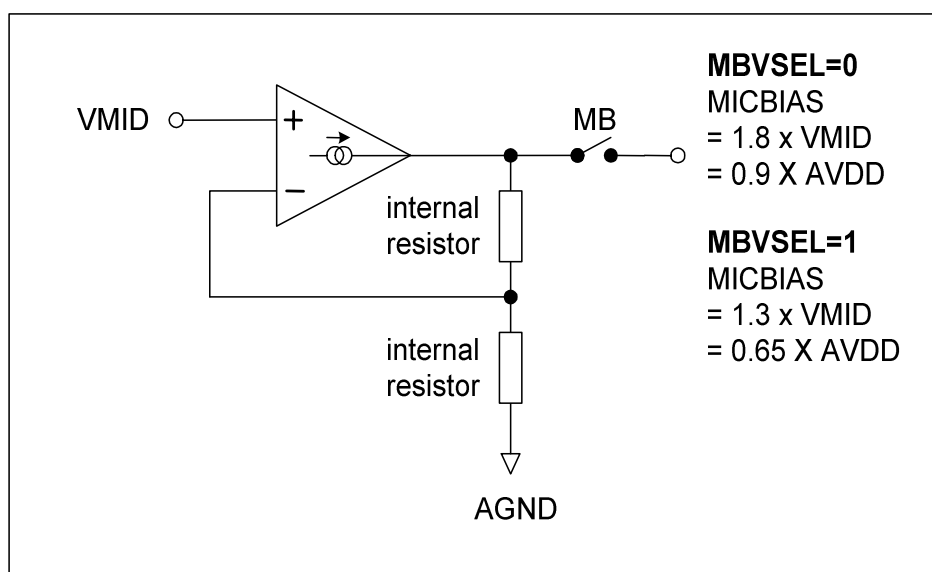 VMID
+
−
MB
internal
resistor
internal
resistor
AGND
MBVSEL=0
MICBIAS
= 1.8 x VMID
= 0.9 X AVDD
MBVSEL=1
MICBIAS
= 1.3 x VMID
= 0.65 X AVDD